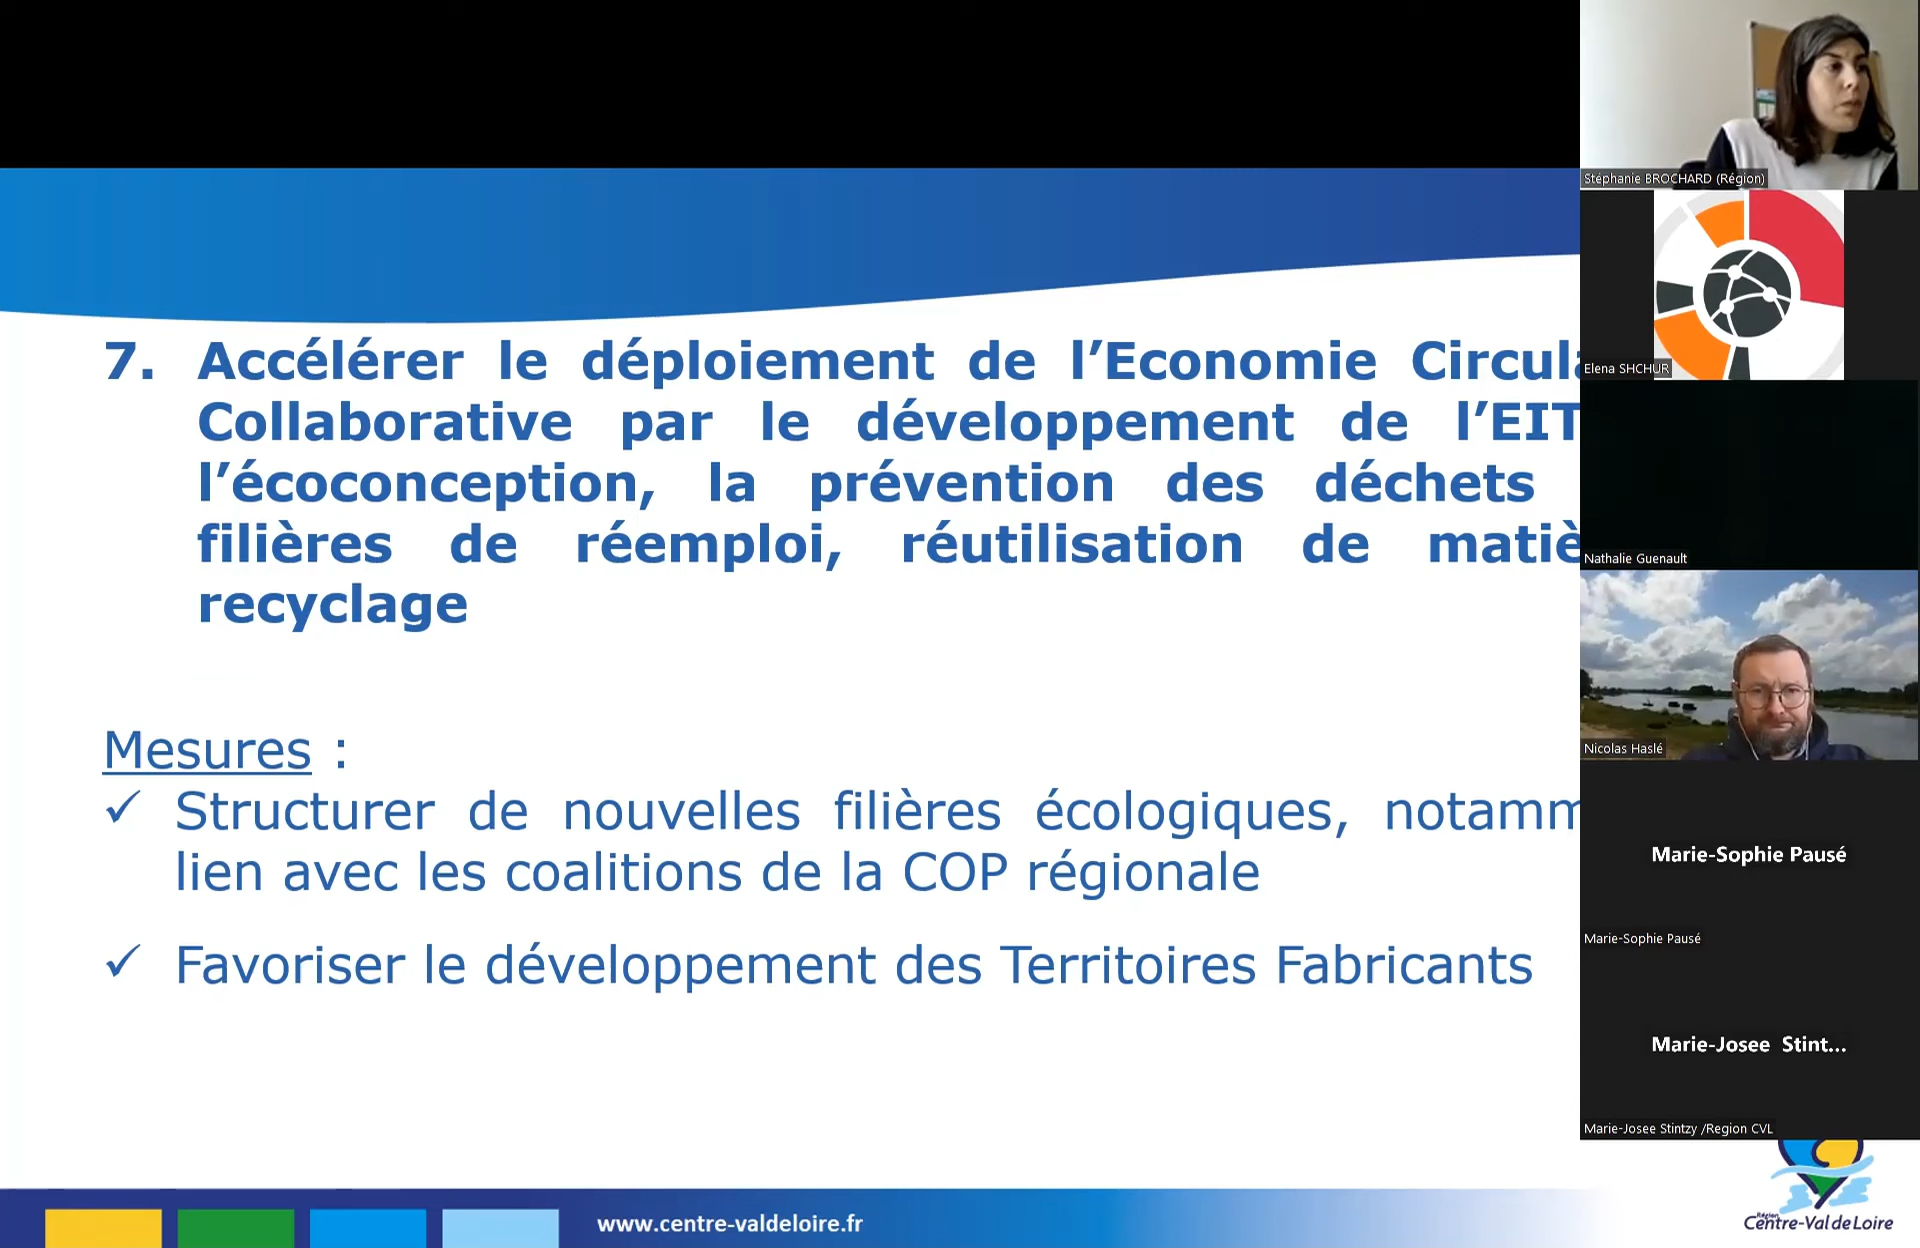 7. Accélérer le déploiement de l'Economie Circula
Collaborative par le développement de l'EIT
l'écoconception, la prévention des déchets
filières de réemploi, réutilisation de matiè
recyclage
Mesures :
✓ Structurer de nouvelles filières écologiques, notamm
lien avec les coalitions de la COP régionale
✓ Favoriser le développement des Territoires Fabricants
www.centre-valdeloire.fr
Stéphanie BROCHARD (Région)
Elena SHCHUR
Nathalie Guenault
Nicolas Haslé
Marie-Sophie Pausé
Marie-Sophie Pausé
Marie-Josee Stint...
Marie-Josee Stintzy /Region CVL
Région
Centre-Val de Loire